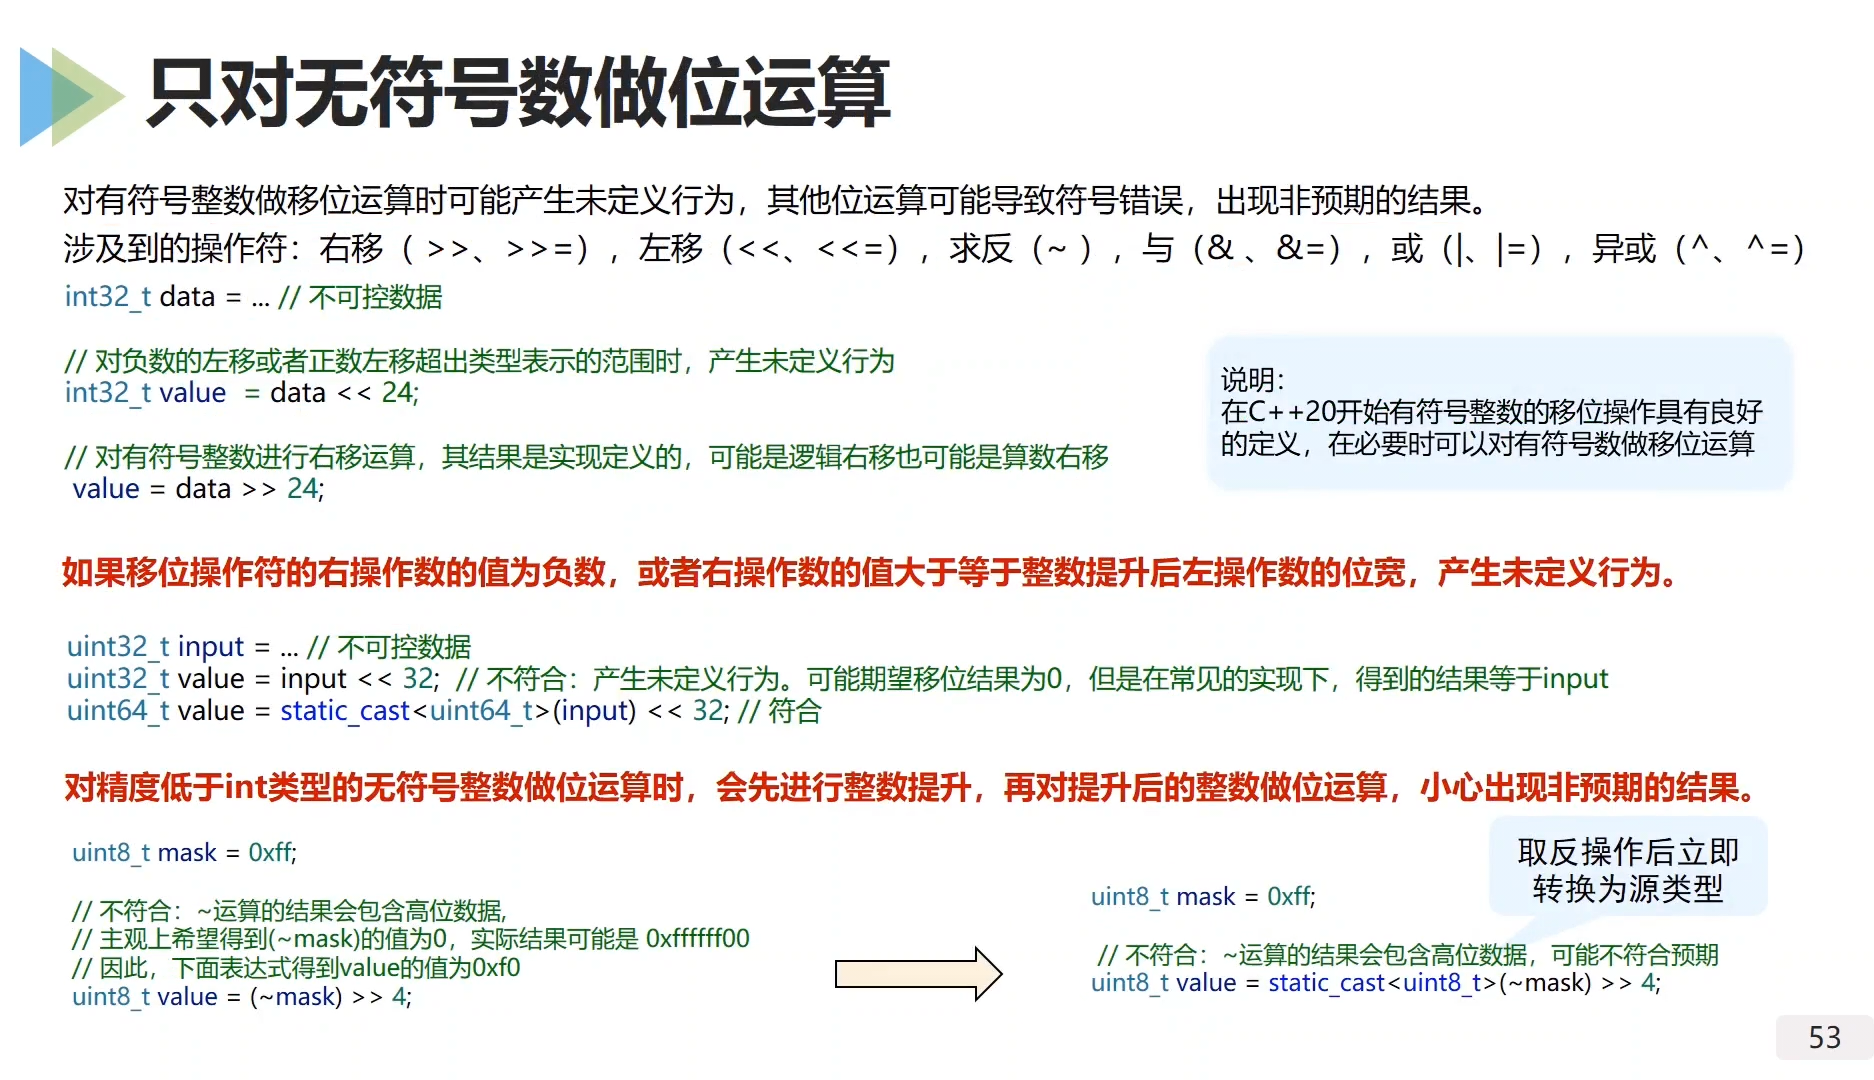 只对无符号数做位运算
对有符号整数做移位运算时可能产生未定义行为，其他位运算可能导致符号错误，出现非预期的结果。
涉及到的操作符：右移（ >>、>>=），左移（<<、<<=），求反（~ ），与（& 、&=），或（|、|=），异或（^、^=）
int32_t data = ... // 不可控数据
// 对负数的左移或者正数左移超出类型表示的范围时，产生未定义行为
int32_t value  = data << 24;
// 对有符号整数进行右移运算，其结果是实现定义的，可能是逻辑右移也可能是算数右移
value = data >> 24;
说明：
在C++20开始有符号整数的移位操作具有良好
的定义，在必要时可以对有符号数做移位运算
如果移位操作符的右操作数的值为负数，或者右操作数的值大于等于整数提升后左操作数的位宽，产生未定义行为。
uint32_t input = ... // 不可控数据
uint32_t value = input << 32;  // 不符合：产生未定义行为。可能期望移位结果为0，但是在常见的实现下，得到的结果等于input
uint64_t value = static_cast<uint64_t>(input) << 32; // 符合
对精度低于int类型的无符号整数做位运算时，会先进行整数提升，再对提升后的整数做位运算，小心出现非预期的结果。
uint8_t mask = 0xff;
// 不符合：~运算的结果会包含高位数据,
// 主观上希望得到(~mask)的值为0，实际结果可能是 0xffffff00
// 因此，下面表达式得到value的值为0xf0
uint8_t value = (~mask) >> 4;
取反操作后立即
转换为源类型
uint8_t mask = 0xff;
// 不符合：~运算的结果会包含高位数据，可能不符合预期
uint8_t value = static_cast<uint8_t>(~mask) >> 4;
53